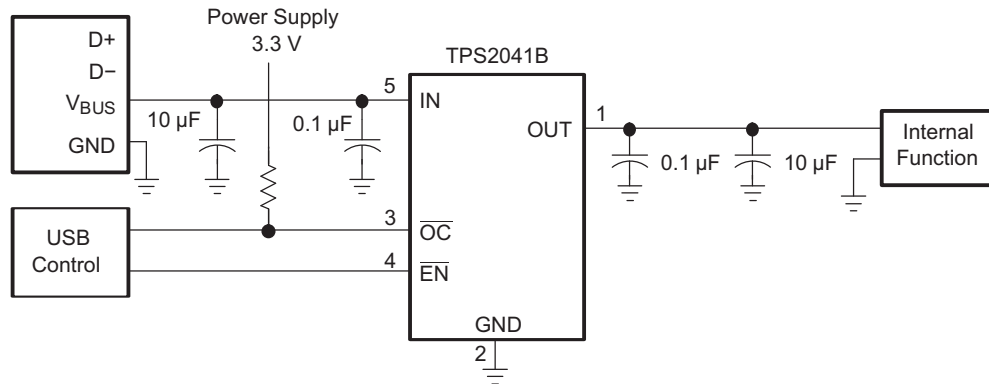 Power Supply
3.3 V
TPS2041B
D+
D−
VBUS
GND
10 µF
0.1 µF
5
IN
OUT
1
0.1 µF
10 µF
Internal
Function
USB
Control
3
OC
4
EN
GND
2